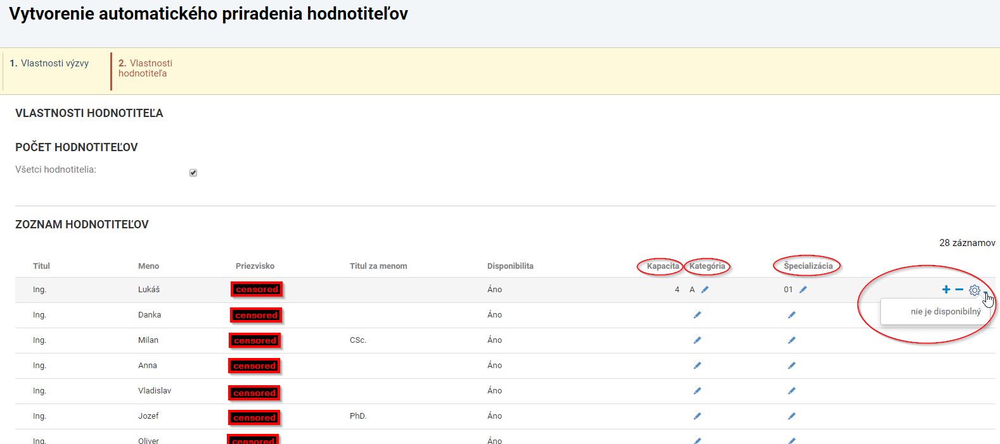 Vytvorenie automatického priradenia hodnotiteľov
1. Vlastnosti výzvy
2. Vlastnosti
hodnotiteľa
VLASTNOSTI HODNOTITEĽA
POČET HODNOTITEĽOV
Všetci hodnotitelia:
ZOZNAM HODNOTITEĽOV
28 záznamov
Titul Meno Priezvisko Titul za menom Disponibilita Kapacita Kategória Špecializácia
Ing. Lukáš censored Áno 4 A 01
nie je disponibilný
Ing. Danka censored Áno
Ing. Milan censored CSc. Áno
Ing. Anna censored Áno
Ing. Vladislav censored Áno
Ing. Jozef censored PhD. Áno
Ing. Oliver censored Áno